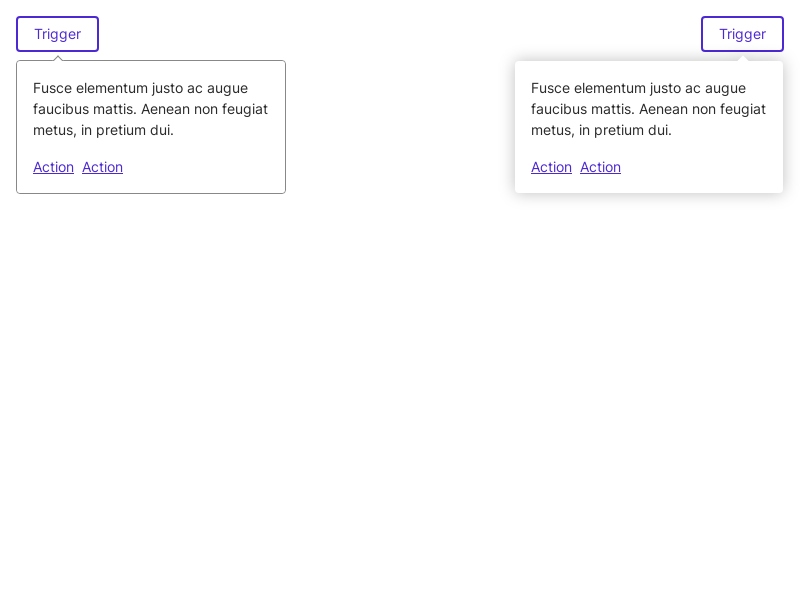 Trigger
Fusce elementum justo ac augue
faucibus mattis. Aenean non feugiat
metus, in pretium dui.
Action Action
Trigger
Fusce elementum justo ac augue
faucibus mattis. Aenean non feugiat
metus, in pretium dui.
Action Action